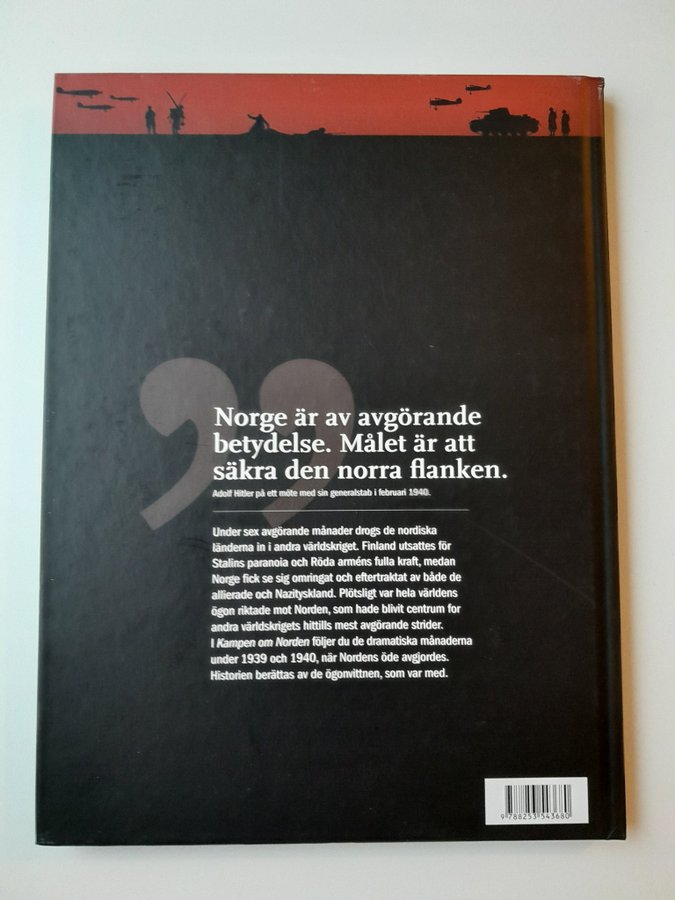 ”
Norge är av avgörande
betydelse. Målet är att
säkra den norra flanken.
Adolf Hitler på ett möte med sin generalstab i februari 1940.
Under sex avgörande månader drogs de nordiska
länderna in i andra världskriget. Finland utsattes för
Stalins paranoia och Röda arméns fulla kraft, medan
Norge fick se sig omringat och eftertraktat av både de
allierade och Nazityskland. Plötsligt var hela världens
ögon riktade mot Norden, som hade blivit centrum for
andra världskrigets hittills mest avgörande strider.
I Kampen om Norden följer du de dramatiska månaderna
under 1939 och 1940, när Nordens öde avgjordes.
Historien berättas av de ögonvittnen, som var med.
9 788253 543680